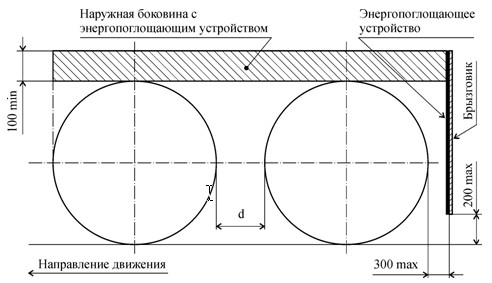 Наружная боковина с
энергопоглощающим устройством
Энергопоглощающее
устройство
Брызговик
100 min
d
200 max
Направление движения
300 max